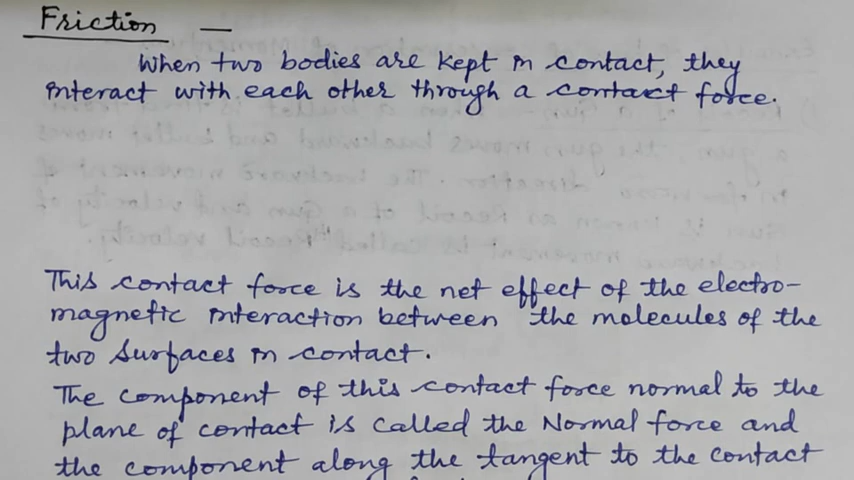 Friction —
When two bodies are kept in contact, they
interact with each other through a contact force.
This contact force is the net effect of the electro-
magnetic interaction between the molecules of the
two surfaces in contact.
The component of this contact force normal to the
plane of contact is called the Normal force and
the component along the tangent to the contact